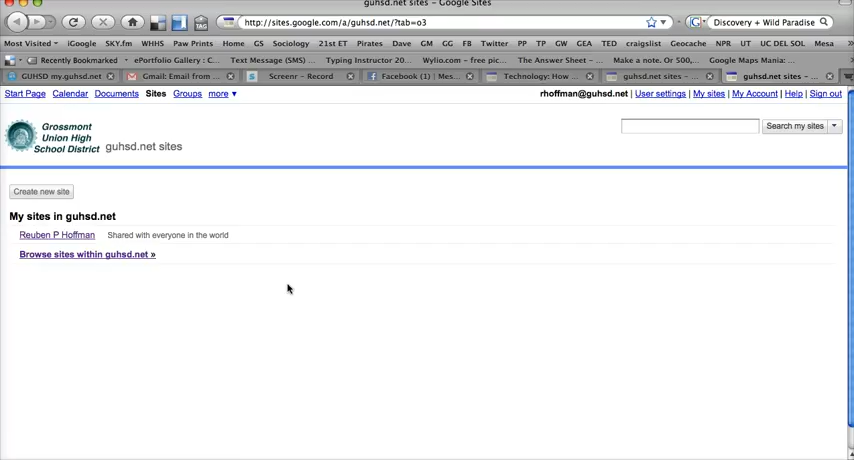 guhsd.net sites - Google Sites
http://sites.google.com/a/guhsd.net/?tab=o3
Discovery + Wild Paradise
Most Visited iGoogle SKY.fm WHHS Paw Prints Home GS Sociology 21st ET Pirates Dave GM GG FB Twitter PP TP GW GEA TED craigslist Geocache NPR UT UC DEL SOL Mesa
Recently Bookmarked ePortfolio Gallery : C... Text Message (SMS) ... Typing Instructor 20... Wylio.com – free pic... The Answer Sheet – ... Make a note. Or 500,... Google Maps Mania: ...
GUHSD my.guhsd.net Gmail: Email from ... Screenr – Record Facebook (1) | Mes... Technology: How ... guhsd.net sites – ... guhsd.net sites – ...
Start Page Calendar Documents Sites Groups more ▼ rhoffman@guhsd.net | User settings | My sites | My Account | Help | Sign out
Grossmont
Union High
School District guhsd.net sites
Search my sites
Create new site
My sites in guhsd.net
Reuben P Hoffman Shared with everyone in the world
Browse sites within guhsd.net »